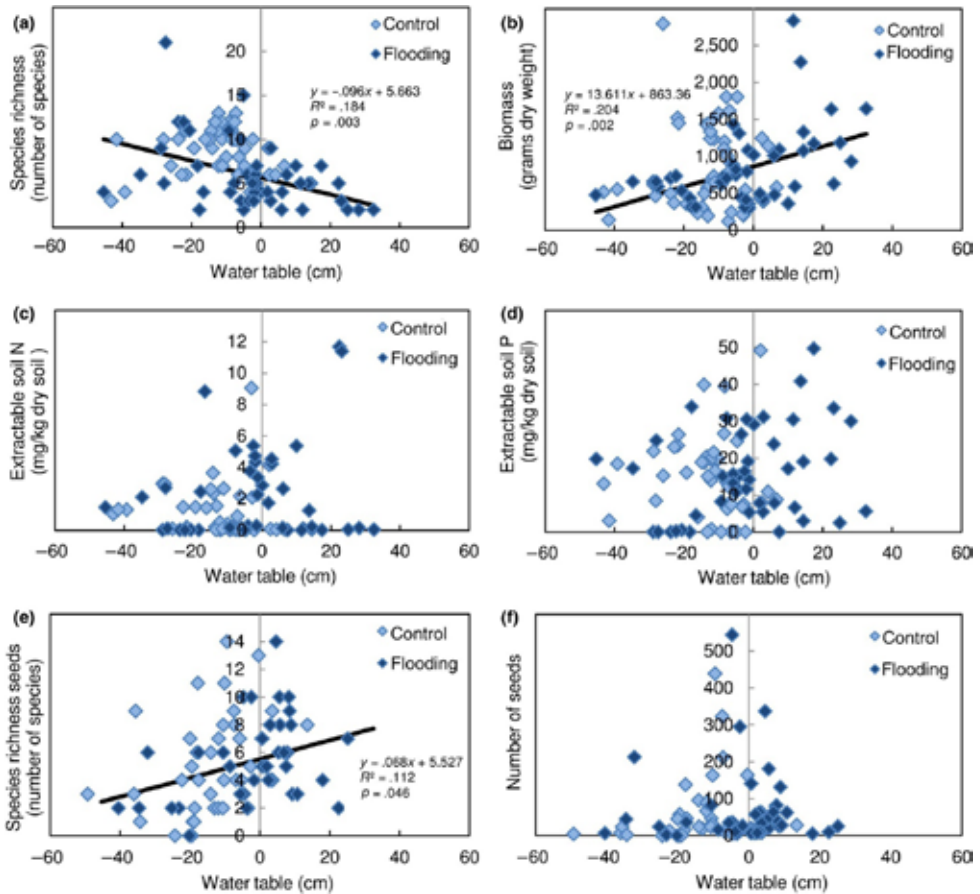 (a)
Control
Flooding
Species richness
(number of species)
20
15
10
5
0
y = –.096x + 5.663
R² = .184
p = .003
–60 –40 –20 0 20 40 60
Water table (cm)
(b)
Control
Flooding
Biomass
(grams dry weight)
2,500
2,000
1,500
1,000
500
0
y = 13.611x + 863.36
R² = .204
p = .002
–60 –40 –20 0 20 40 60
Water table (cm)
(c)
Control
Flooding
Extractable soil N
(mg/kg dry soil )
12
10
8
6
4
2
0
–60 –40 –20 0 20 40 60
Water table (cm)
(d)
Control
Flooding
Extractable soil P
(mg/kg dry soil)
50
40
30
20
10
0
–60 –40 –20 0 20 40 60
Water table (cm)
(e)
Control
Flooding
Species richness seeds
(number of species)
14
12
10
8
6
4
2
0
y = .068x + 5.527
R² = .112
p = .046
–60 –40 –20 0 20 40 60
Water table (cm)
(f)
Control
Flooding
Number of seeds
500
400
300
200
100
0
–60 –40 –20 0 20 40 60
Water table (cm)